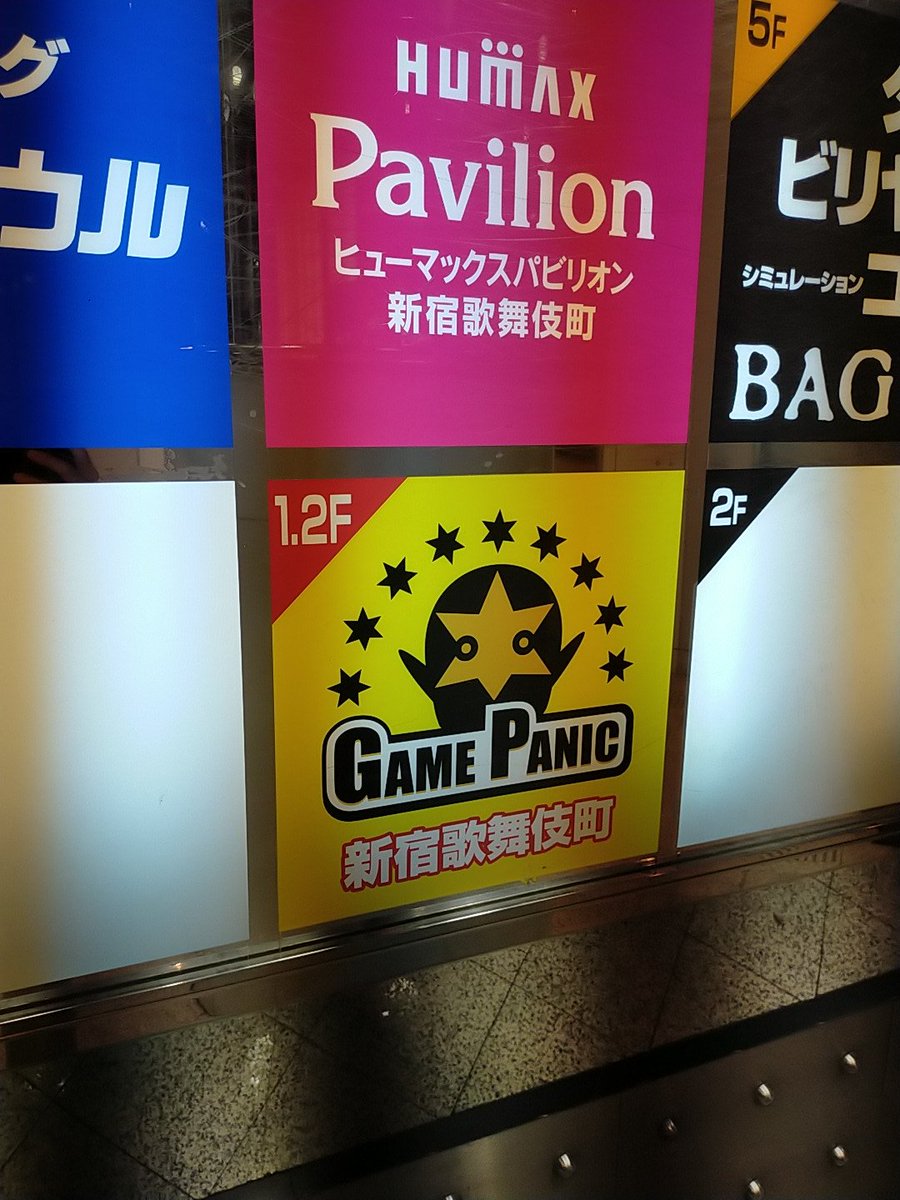 グ
ウル
HUMAX
Pavilion
ヒューマックスパビリオン
新宿歌舞伎町
5F
ビリヤ
シミュレーション
BAG
1.2F
GAME PANIC
新宿歌舞伎町
2F